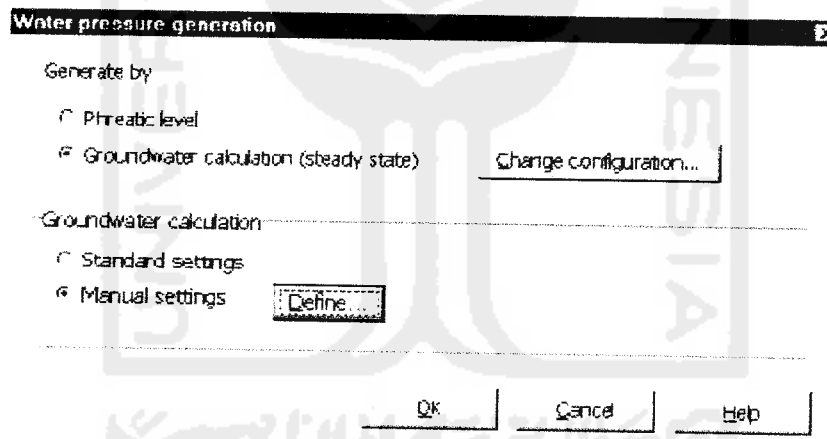 Water pressure generation
Generate by
Phreatic level
Groundwater calculation (steady state)
Change configuration...
Groundwater calculation
Standard settings
Manual settings
Define...
OK
Cancel
Help
NESIA